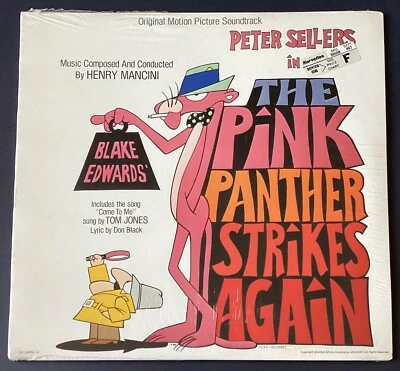 Original Motion Picture Soundtrack
PETER SELLERS
in
F
Music Composed And Conducted
By HENRY MANCINI
BLAKE
EDWARDS'
THE
PiNK
PANTHER
STRIKES
AGAIN
Includes the song
"Come To Me"
sung by TOM JONES
Lyric by Don Black